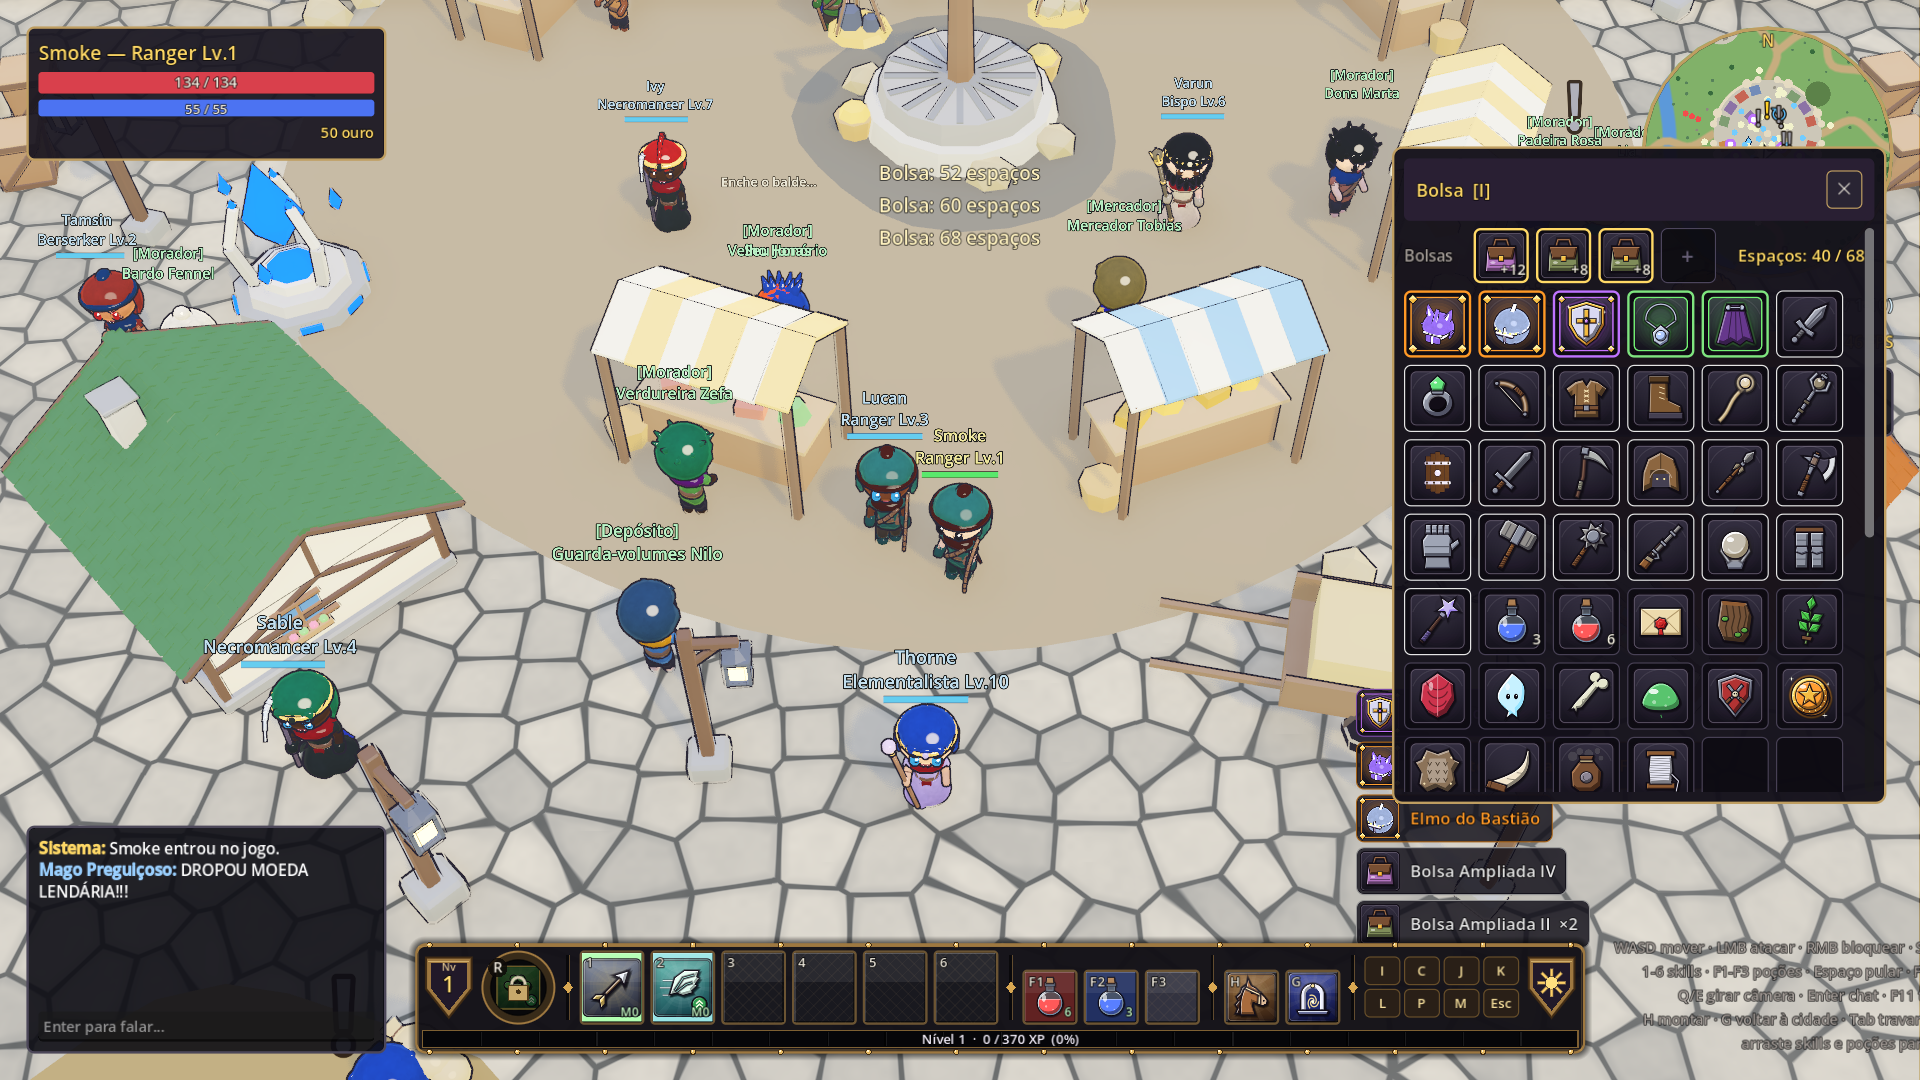 Smoke — Ranger Lv.1
134 / 134
55 / 55
50 ouro
Ivy
Necromancer Lv.7
Varun
Bispo Lv.6
[Morador]
Dona Marta
N
[Morador]
Padeira Rosa
[Morad
Enche o balde...
Bolsa: 52 espaços
Bolsa: 60 espaços
Bolsa: 68 espaços
[Mercador]
Mercador Tobias
Tamsin
Berserker Lv.2
[Morador]
Bardo Fennel
[Morador]
[Morador]
Verdureira Zefa
Lucan
Ranger Lv.3
Smoke
Ranger Lv.1
[Depósito]
Guarda-volumes Nilo
Sable
Necromancer Lv.4
Thorne
Elementalista Lv.10
Bolsa [I]
Bolsas
+12
+8
+8
+
Espaços: 40 / 68
3
6
Elmo do Bastião
Bolsa Ampliada IV
Bolsa Ampliada II ×2
Sistema: Smoke entrou no jogo.
Mago Preguiçoso: DROPOU MOEDA
LENDÁRIA!!!
Enter para falar...
Nv
1
R
1
M0
2
M0
3
4
5
6
F1
6
F2
3
F3
H
G
I
C
J
K
L
P
M
Esc
Nível 1 · 0 / 370 XP (0%)
WASD mover · LMB atacar · RMB bloquear ·
1-6 skills · F1-F3 poções · Espaço pular ·
Q/E girar câmera · Enter chat · F11
H montar · G voltar à cidade · Tab travar
arraste skills e poções